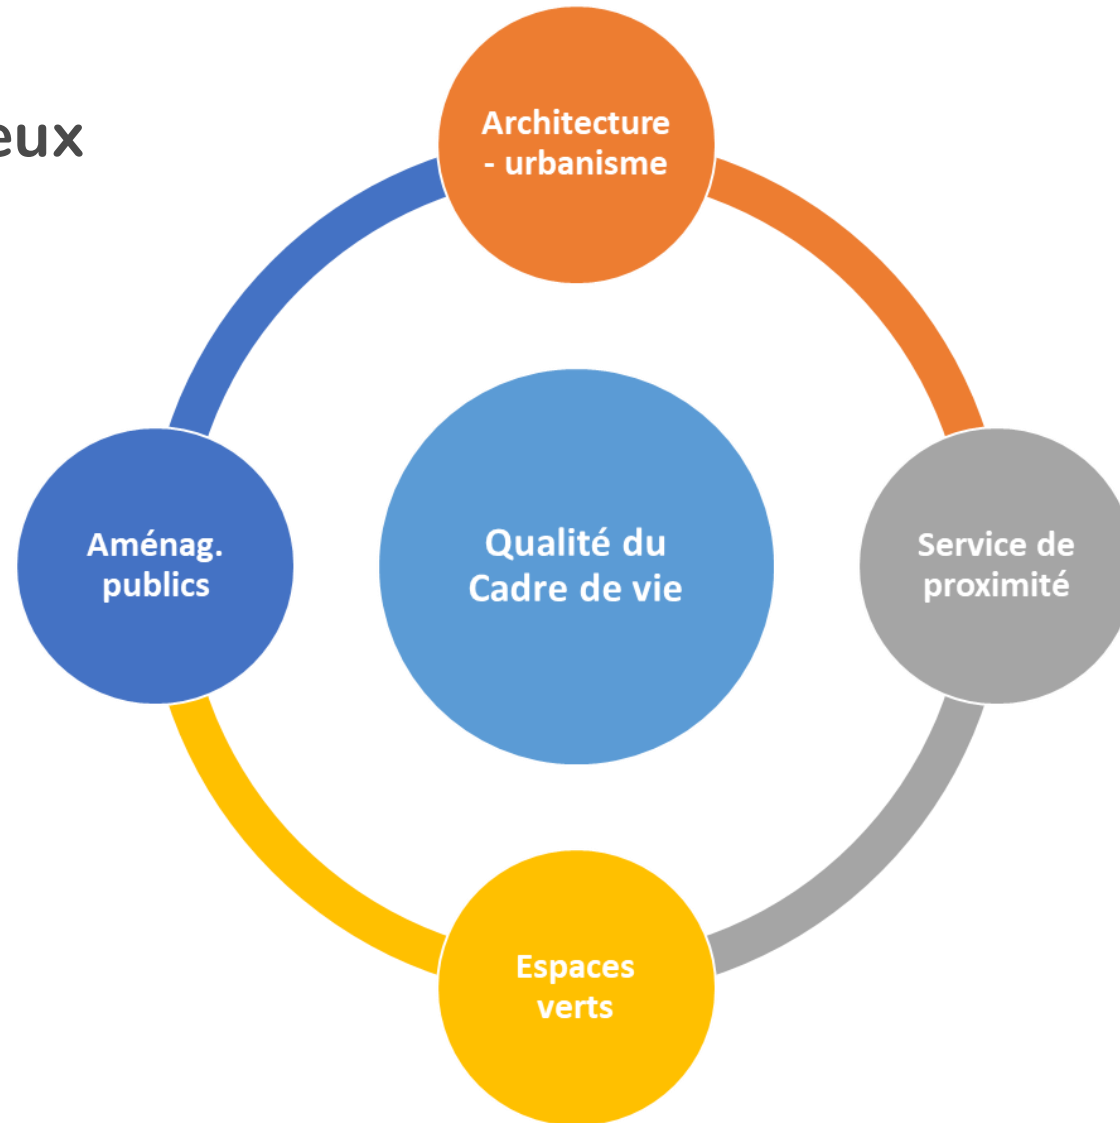 eux
Architecture
- urbanisme
Aménag.
publics
Qualité du
Cadre de vie
Service de
proximité
Espaces
verts